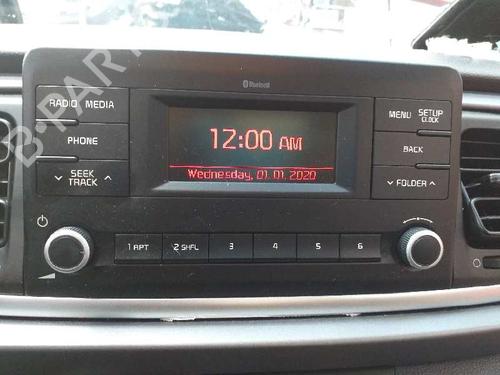 Bluetooth
RADIO MEDIA
PHONE
SEEK
TRACK
12:00 AM
Wednesday, 01. 01. 2020
MENU SETUP
CLOCK
BACK
FOLDER
1 RPT
2 SHFL
3
4
5
6
B-PARTS